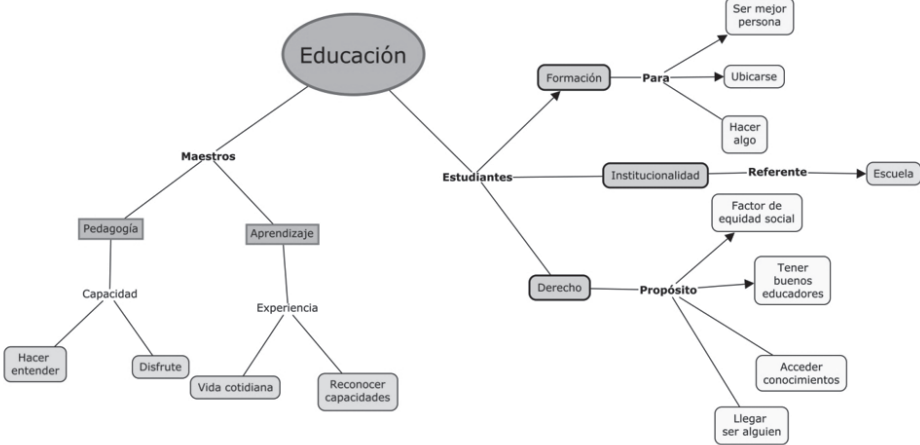 Educación
Maestros
Pedagogía
Aprendizaje
Capacidad
Experiencia
Hacer
entender
Disfrute
Vida cotidiana
Reconocer
capacidades
Estudiantes
Formación
Para
Ser mejor
persona
Ubicarse
Hacer
algo
Institucionalidad
Referente
Escuela
Derecho
Propósito
Factor de
equidad social
Tener
buenos
educadores
Acceder
conocimientos
Llegar
ser alguien